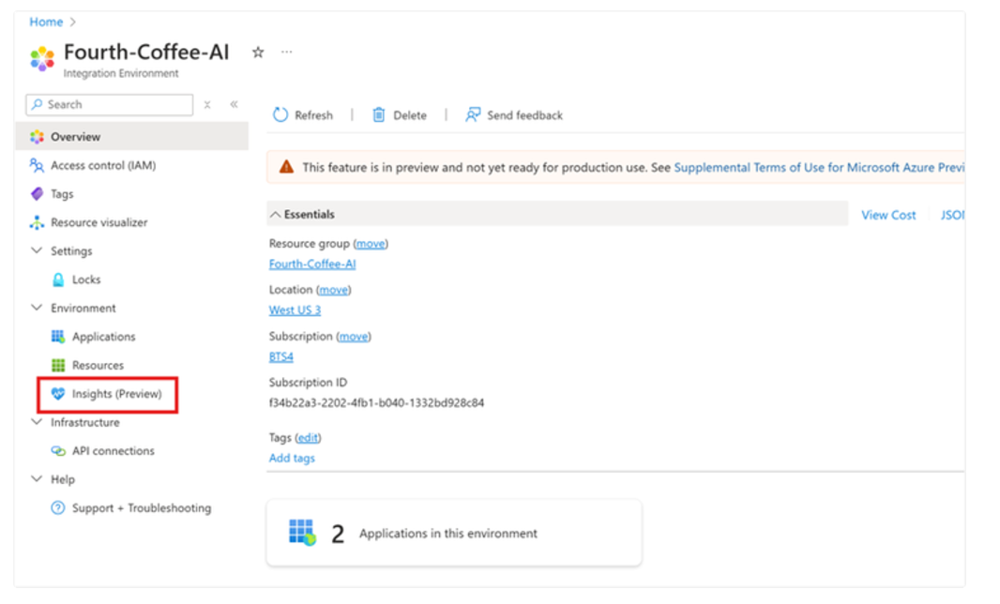 Home >
Fourth-Coffee-AI
Integration Environment
Search
Overview
Access control (IAM)
Tags
Resource visualizer
Settings
Locks
Environment
Applications
Resources
Insights (Preview)
Infrastructure
API connections
Help
Support + Troubleshooting
Refresh | Delete | Send feedback
This feature is in preview and not yet ready for production use. See Supplemental Terms of Use for Microsoft Azure Previ
Essentials
View Cost JSON
Resource group (move)
Fourth-Coffee-AI
Location (move)
West US 3
Subscription (move)
BTS4
Subscription ID
f34b22a3-2202-4fb1-b040-1332bd928c84
Tags (edit)
Add tags
2 Applications in this environment